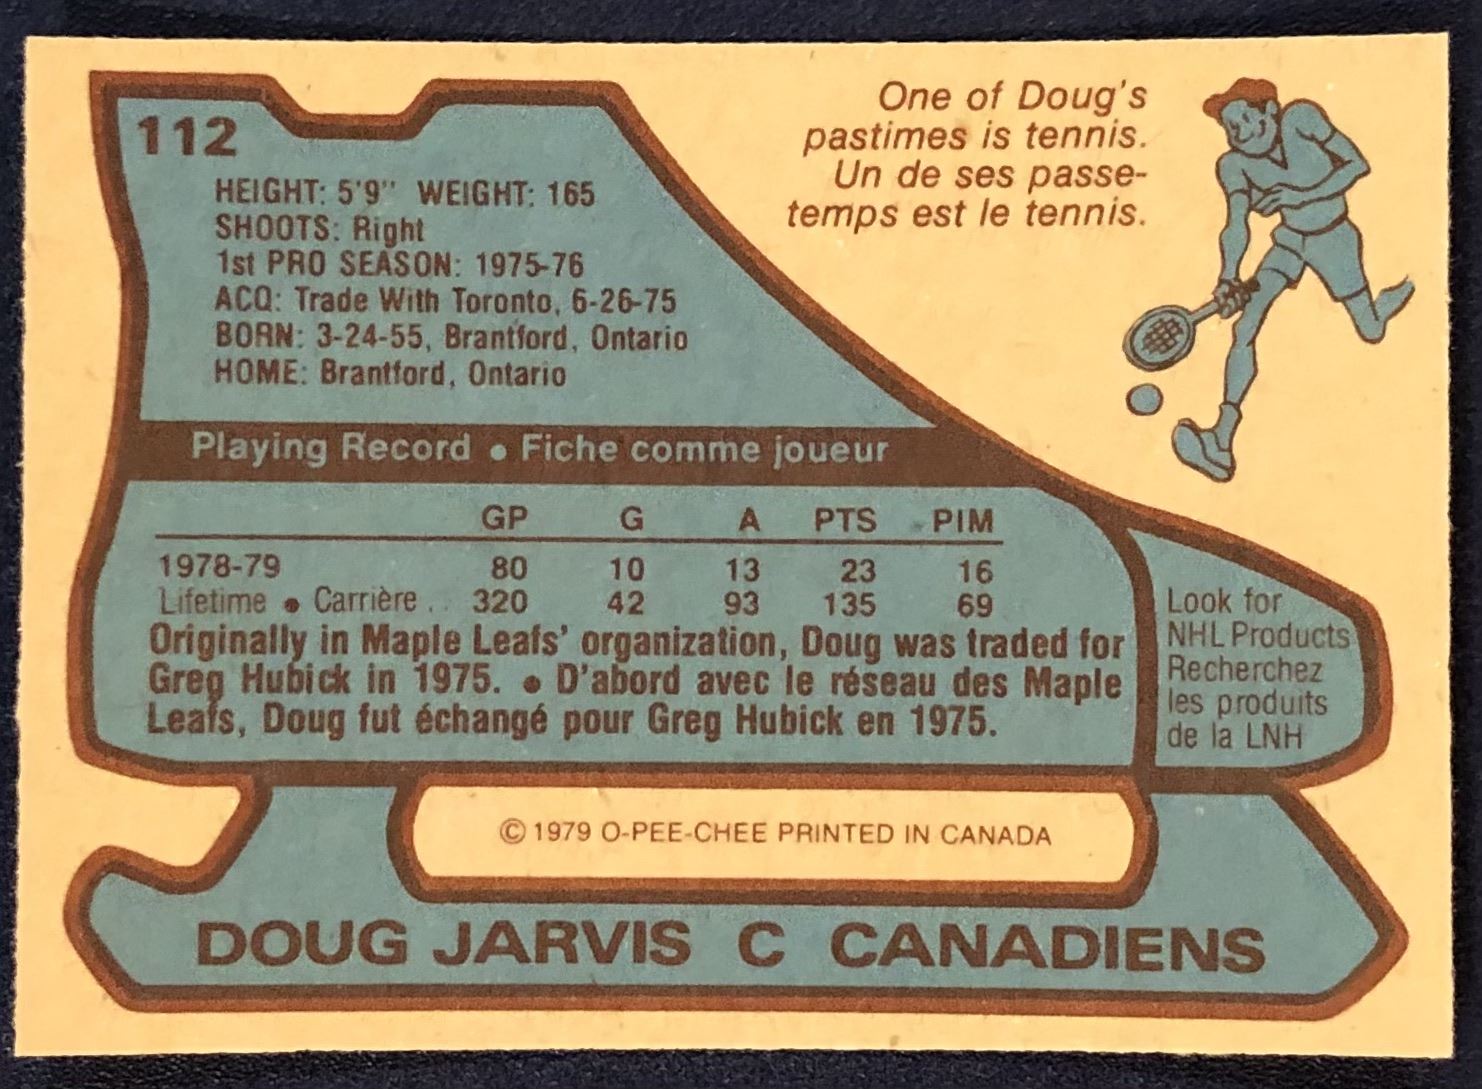 112
HEIGHT: 5'9" WEIGHT: 165
SHOOTS: Right
1st PRO SEASON: 1975-76
ACQ: Trade With Toronto, 6-26-75
BORN: 3-24-55, Brantford, Ontario
HOME: Brantford, Ontario
One of Doug's
pastimes is tennis.
Un de ses passe-
temps est le tennis.
Playing Record • Fiche comme joueur
GP G A PTS PIM
1978-79 80 10 13 23 16
Lifetime • Carrière .. 320 42 93 135 69
Originally in Maple Leafs' organization, Doug was traded for
Greg Hubick in 1975. • D'abord avec le réseau des Maple
Leafs, Doug fut échangé pour Greg Hubick en 1975.
Look for
NHL Products
Recherchez
les produits
de la LNH
© 1979 O-PEE-CHEE PRINTED IN CANADA
DOUG JARVIS C CANADIENS